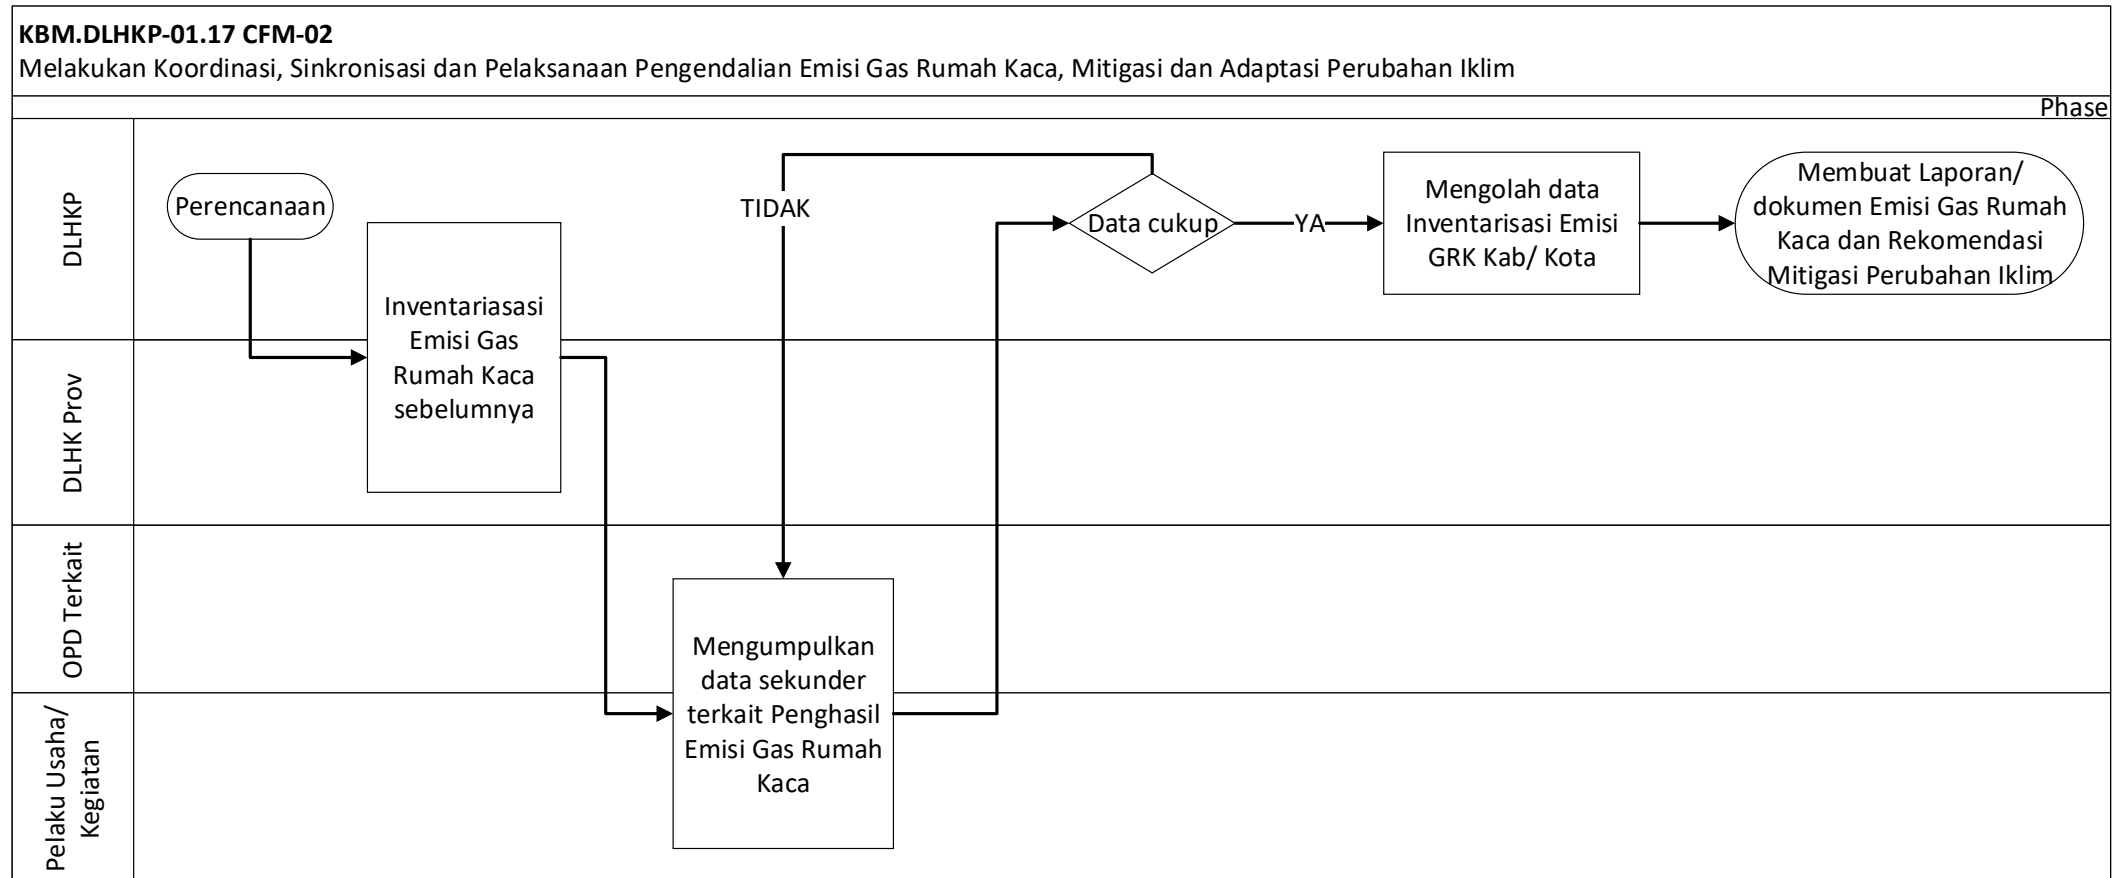 KBM.DLHKP-01.17 CFM-02
Melakukan Koordinasi, Sinkronisasi dan Pelaksanaan Pengendalian Emisi Gas Rumah Kaca, Mitigasi dan Adaptasi Perubahan Iklim
Phase
DLHKP
Perencanaan
Inventariasasi
Emisi Gas
Rumah Kaca
sebelumnya
TIDAK
Data cukup
YA
Mengolah data
Inventarisasi Emisi
GRK Kab/ Kota
Membuat Laporan/
dokumen Emisi Gas Rumah
Kaca dan Rekomendasi
Mitigasi Perubahan Iklim
DLHK Prov
OPD Terkait
Mengumpulkan
data sekunder
terkait Penghasil
Emisi Gas Rumah
Kaca
Pelaku Usaha/
Kegiatan